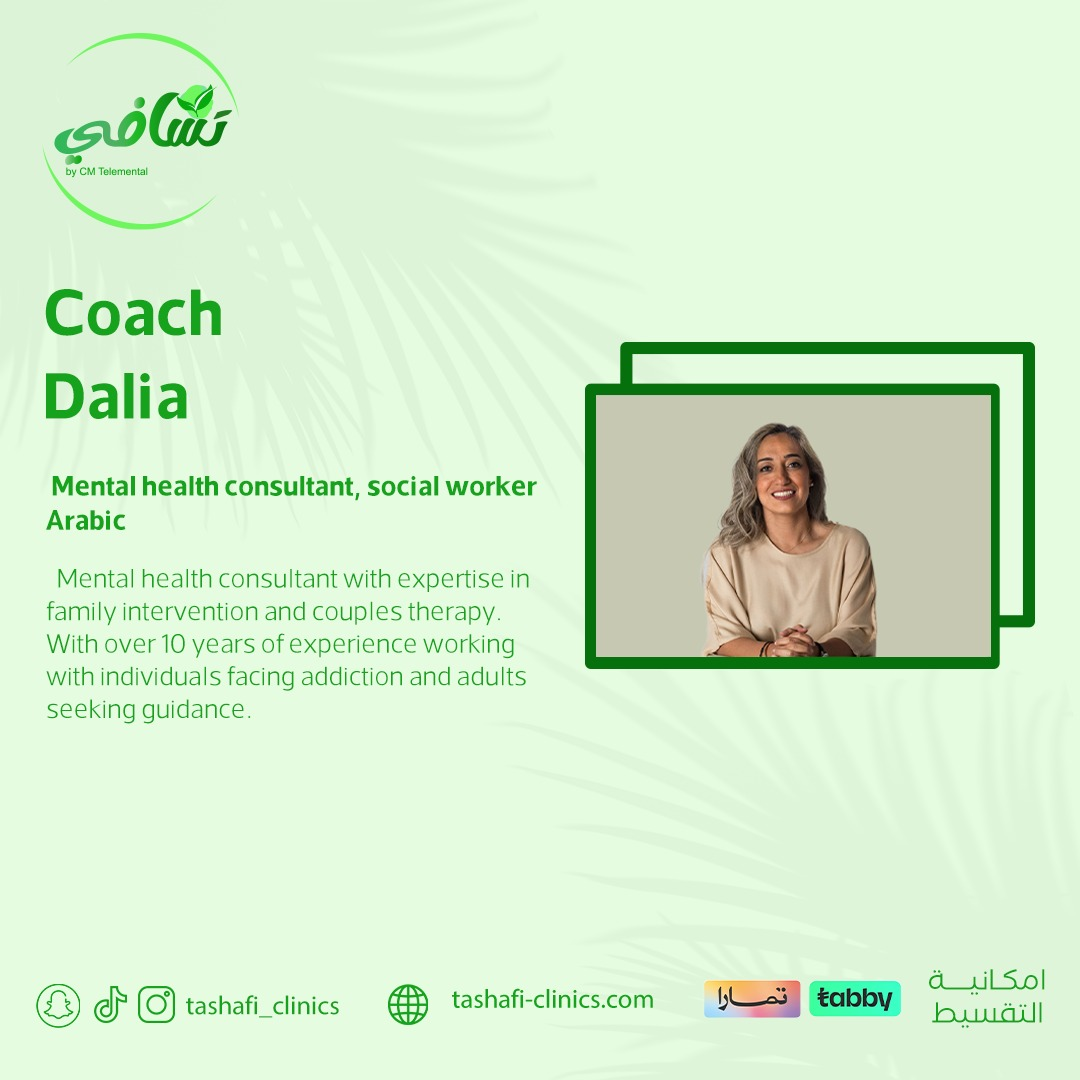 تشافي
by CM Telemental
Coach
Dalia
Mental health consultant, social worker
Arabic
Mental health consultant with expertise in
family intervention and couples therapy.
With over 10 years of experience working
with individuals facing addiction and adults
seeking guidance.
tashafi_clinics
tashafi-clinics.com
تمارا
tabby
امكانيـــة
التقسيط